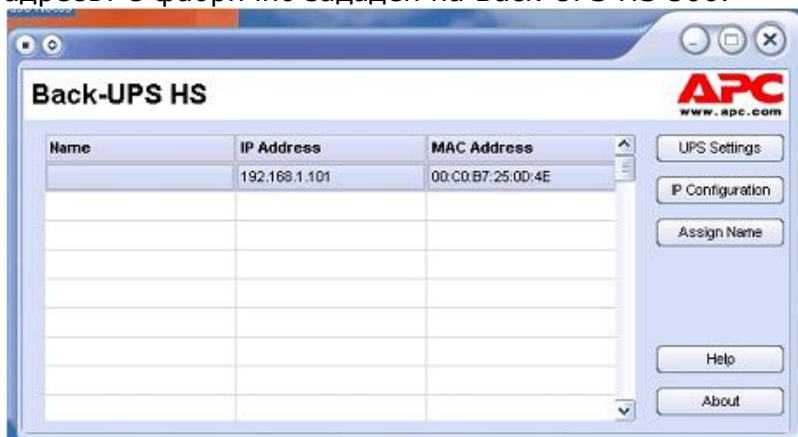 Back-UPS HS
APC
www.apc.com
Name IP Address MAC Address
192.168.1.101 00:C0:B7:25:0D:4E
UPS Settings
IP Configuration
Assign Name
Help
About